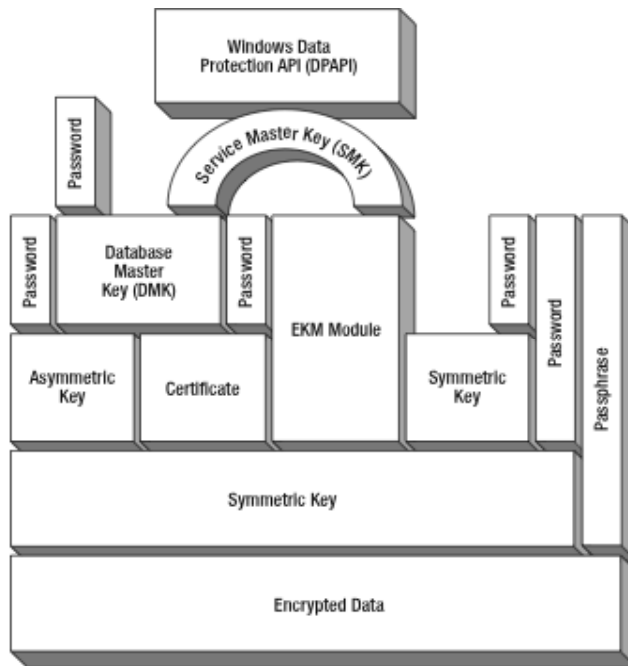 Windows Data
Protection API (DPAPI)
Service Master Key (SMK)
Password
Password
Database
Master
Key (DMK)
Password
EKM Module
Password
Password
Passphrase
Asymmetric
Key
Certificate
Symmetric
Key
Symmetric Key
Encrypted Data